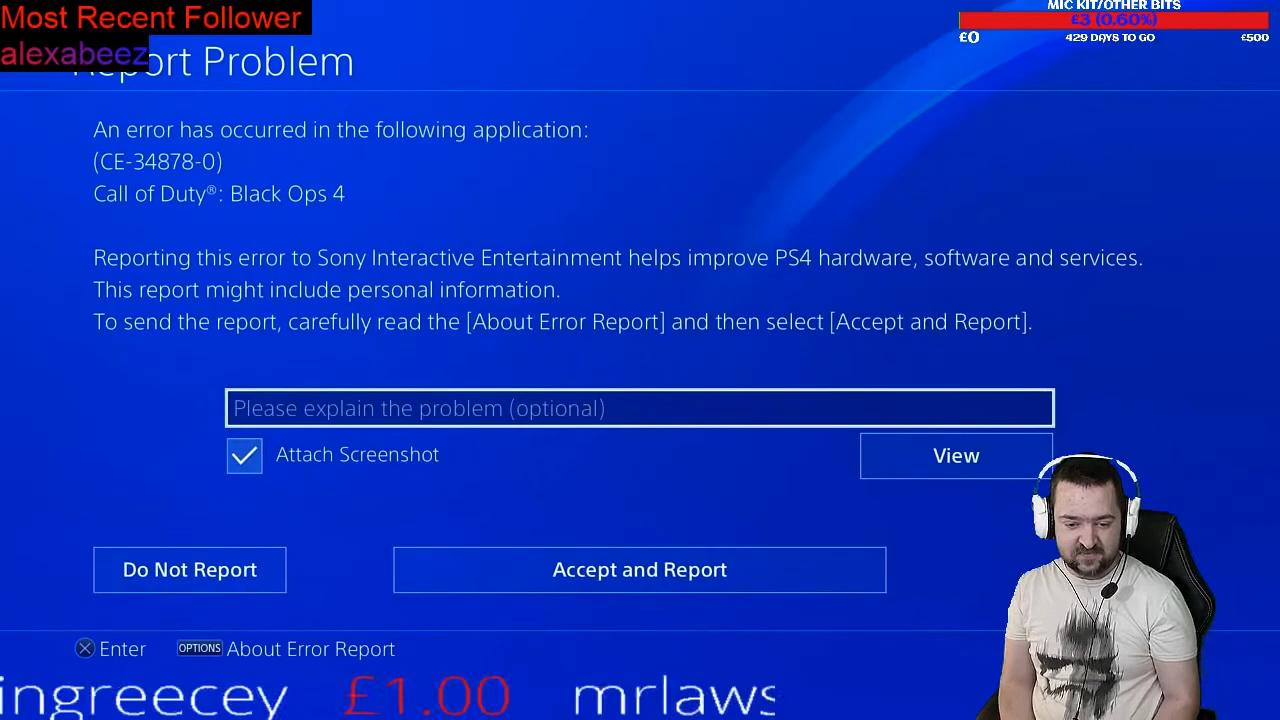 Most Recent Follower
alexabeez
Report Problem
MIC KIT/OTHER BITS
£3 (0.60%)
£0
429 DAYS TO GO
£500
An error has occurred in the following application:
(CE-34878-0)
Call of Duty®: Black Ops 4
Reporting this error to Sony Interactive Entertainment helps improve PS4 hardware, software and services.
This report might include personal information.
To send the report, carefully read the [About Error Report] and then select [Accept and Report].
Please explain the problem (optional)
Attach Screenshot
View
Do Not Report
Accept and Report
Enter
OPTIONS About Error Report
ingreecey £1.00 mrlaws